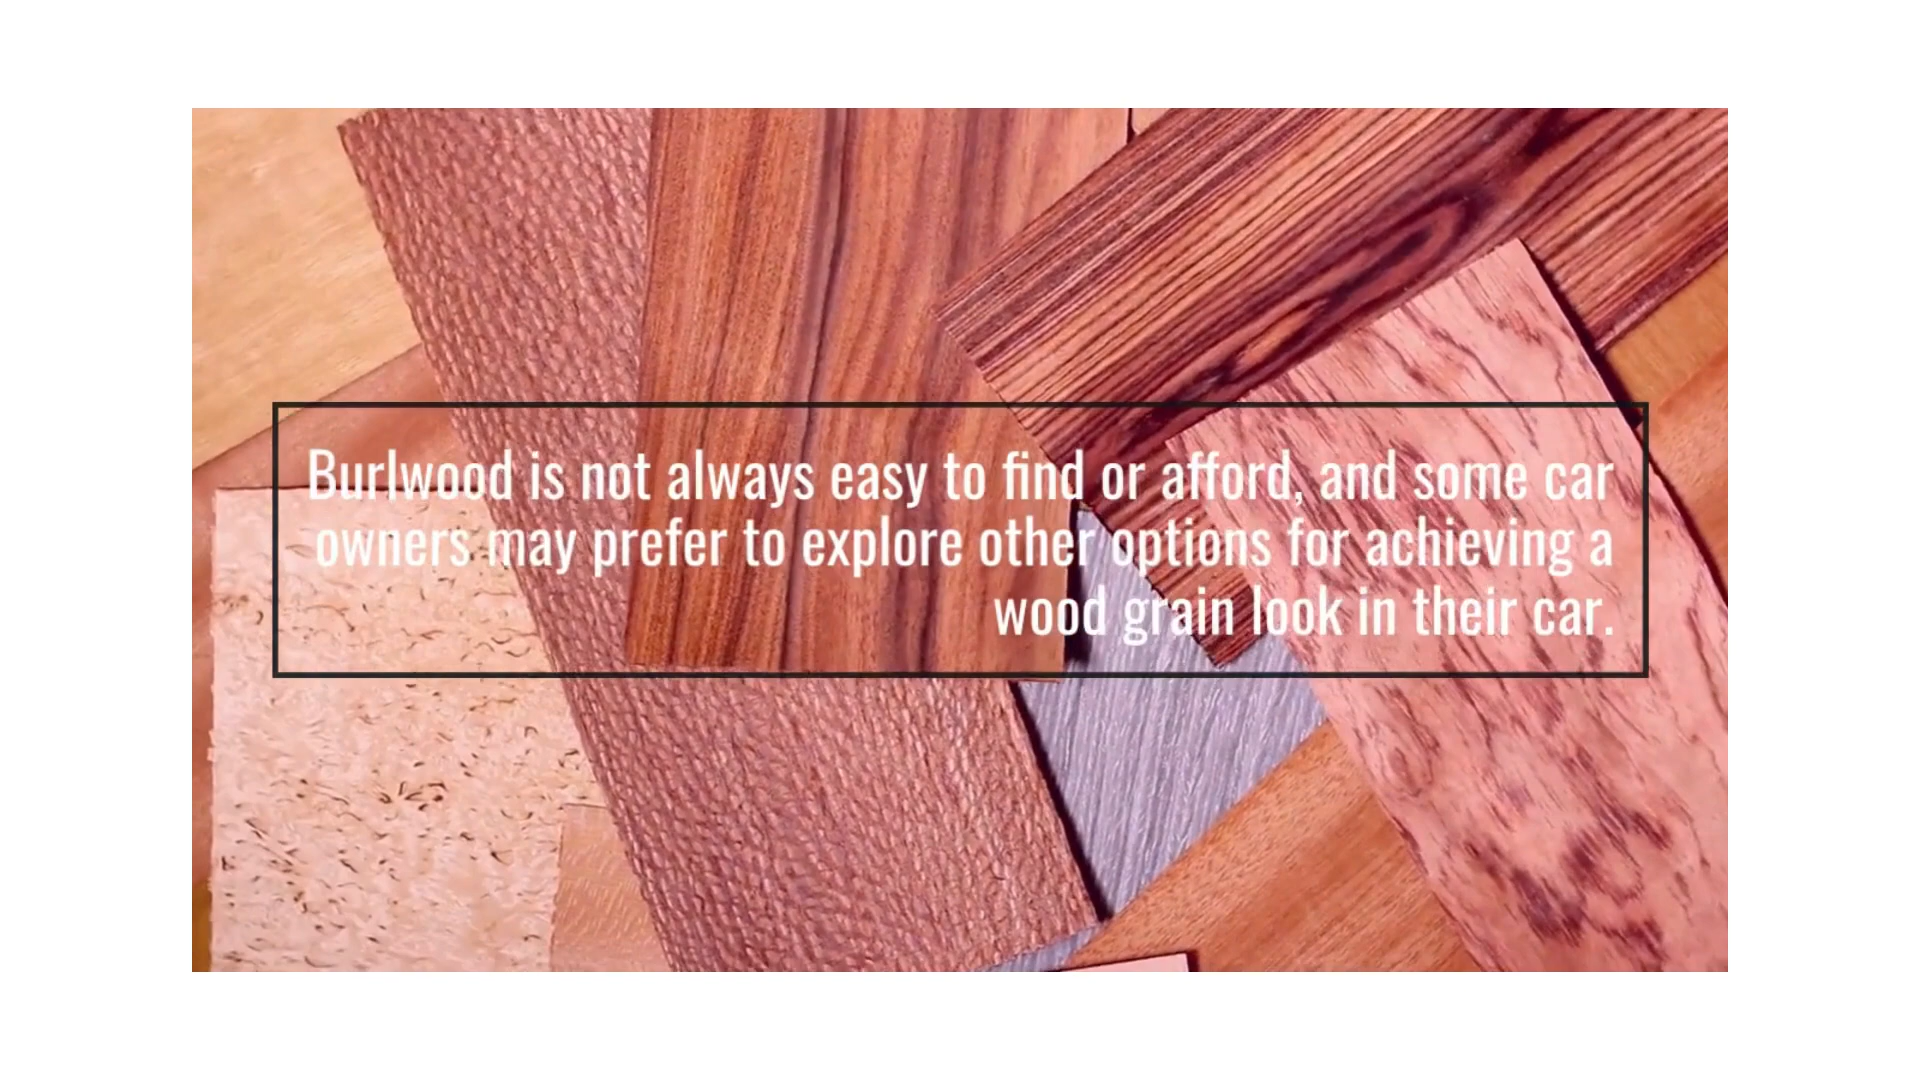 Burlwood is not always easy to find or afford, and some car
owners may prefer to explore other options for achieving a
wood grain look in their car.